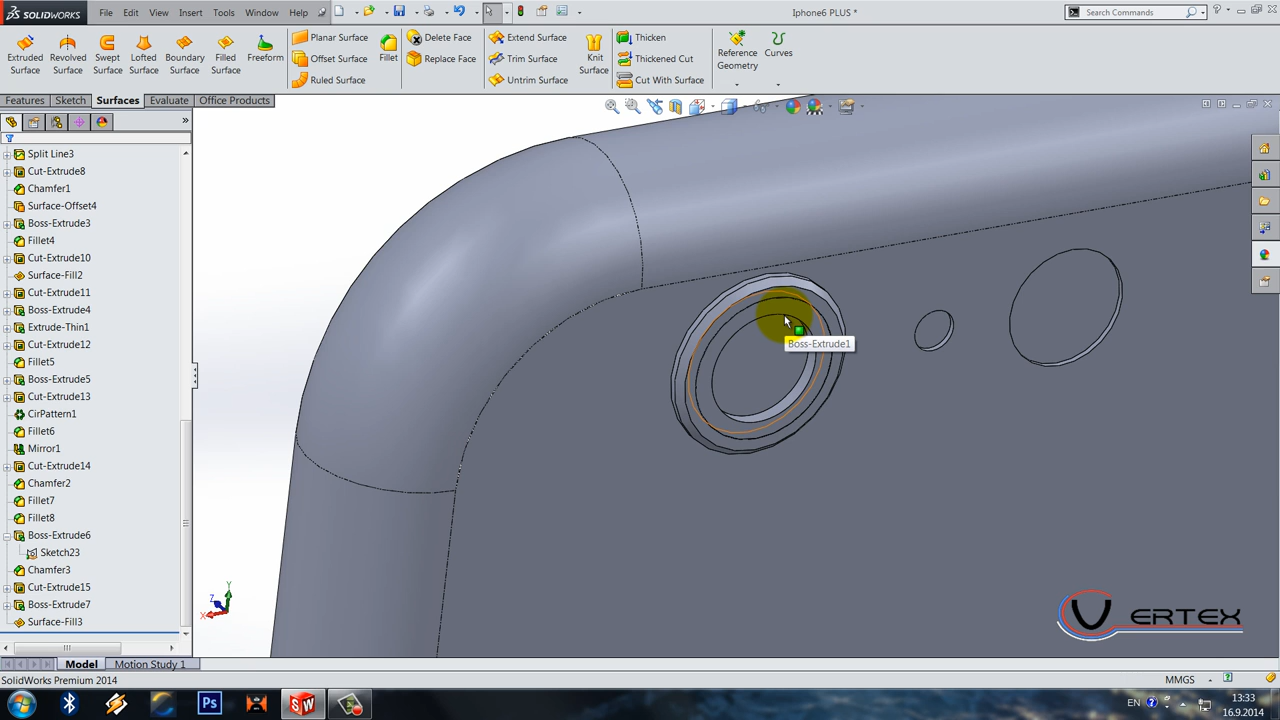 SOLIDWORKS File Edit View Insert Tools Window Help Iphone6 PLUS * Search Commands
Extruded Surface
Revolved Surface
Swept Surface
Lofted Surface
Boundary Surface
Filled Surface
Freeform
Planar Surface
Offset Surface
Ruled Surface
Fillet
Delete Face
Replace Face
Extend Surface
Trim Surface
Untrim Surface
Knit Surface
Thicken
Thickened Cut
Cut With Surface
Reference Geometry
Curves
Features Sketch Surfaces Evaluate Office Products
Split Line3
Cut-Extrude8
Chamfer1
Surface-Offset4
Boss-Extrude3
Fillet4
Cut-Extrude10
Surface-Fill2
Cut-Extrude11
Boss-Extrude4
Extrude-Thin1
Cut-Extrude12
Fillet5
Boss-Extrude5
Cut-Extrude13
CirPattern1
Fillet6
Mirror1
Cut-Extrude14
Chamfer2
Fillet7
Fillet8
Boss-Extrude6
Sketch23
Chamfer3
Cut-Extrude15
Boss-Extrude7
Surface-Fill3
Boss-Extrude1
Y
Z
X
VERTEX
Model Motion Study 1
SolidWorks Premium 2014 MMGS
Ps SW EN 13:33
16.9.2014